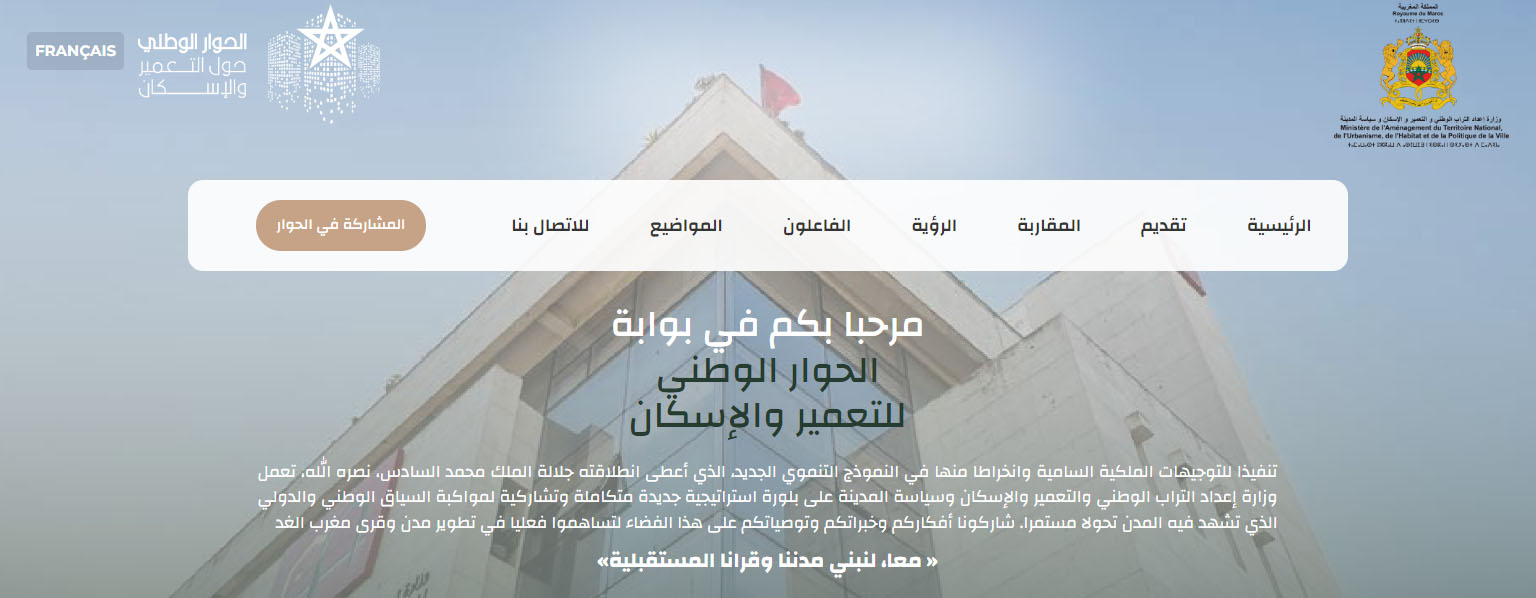 FRANÇAIS
الحوار الوطني
حول التعمير
والإسكان
المملكة المغربية
Royaume du Maroc
وزارة إعداد التراب الوطني و التعمير و الإسكان و سياسة المدينة
Ministère de l'Aménagement du Territoire National,
de l'Urbanisme, de l'Habitat et de la Politique de la Ville
الرئيسية
تقديم
المقاربة
الرؤية
الفاعلون
المواضيع
للاتصال بنا
المشاركة في الحوار
مرحبا بكم في بوابة
الحوار الوطني
للتعمير والإسكان
تنفيذا للتوجيهات الملكية السامية وانخراطا منها في النموذج التنموي الجديد، الذي أعطى انطلاقته جلالة الملك محمد السادس، نصره الله، تعمل
وزارة إعداد التراب الوطني والتعمير والإسكان وسياسة المدينة على بلورة استراتيجية جديدة متكاملة وتشاركية لمواكبة السياق الوطني والدولي
الذي تشهد فيه المدن تحولا مستمرا. شاركونا أفكاركم وخبراتكم وتوصياتكم على هذا الفضاء لتساهموا فعليا في تطوير مدن وقرى مغرب الغد
« معا، لنبني مدننا وقرانا المستقبلية»